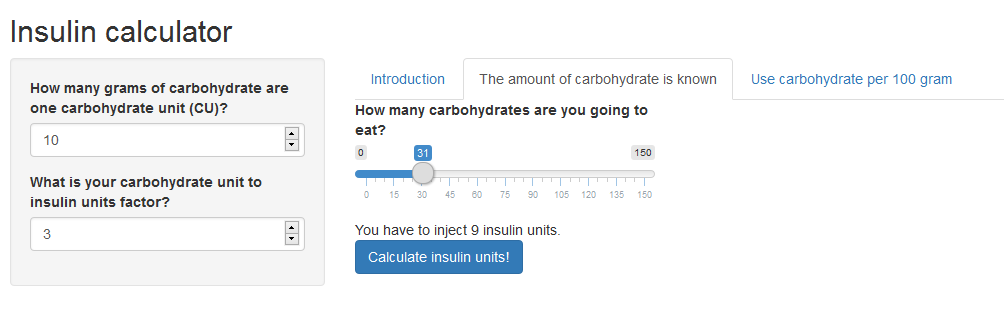 Insulin calculator
How many grams of carbohydrate are
one carbohydrate unit (CU)?
10
What is your carbohydrate unit to
insulin units factor?
3
Introduction
The amount of carbohydrate is known
Use carbohydrate per 100 gram
How many carbohydrates are you going to
eat?
0 31 150
0 15 30 45 60 75 90 105 120 135 150
You have to inject 9 insulin units.
Calculate insulin units!